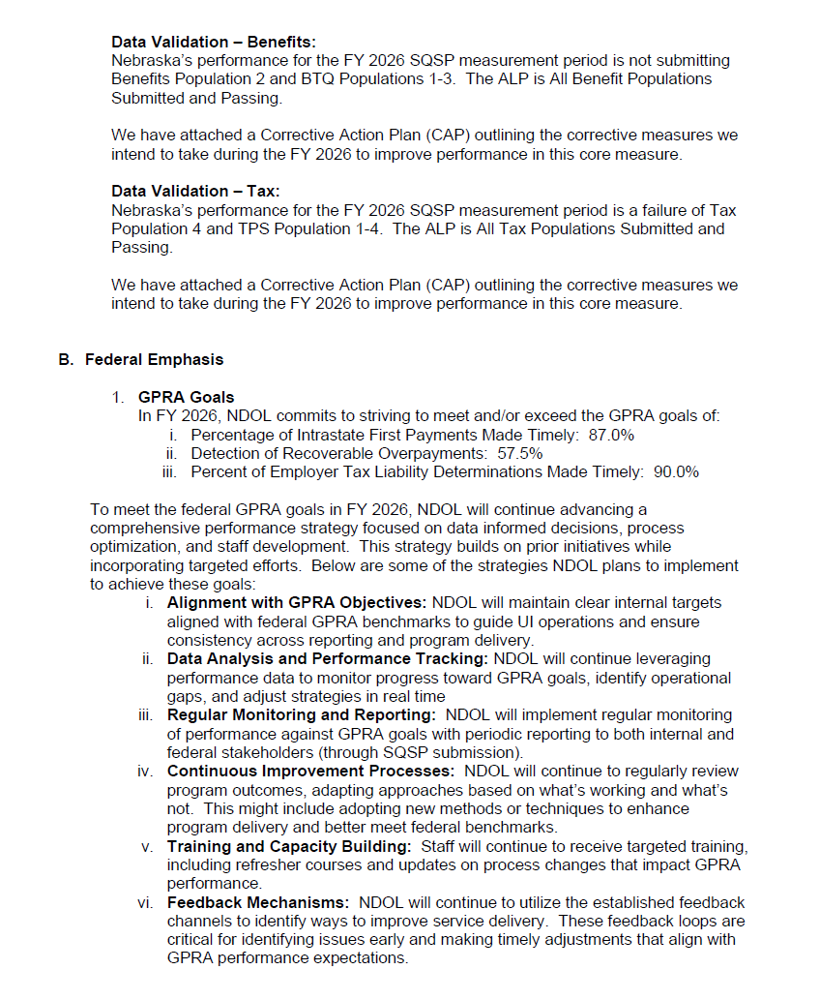 Data Validation – Benefits:
Nebraska’s performance for the FY 2026 SQSP measurement period is not submitting
Benefits Population 2 and BTQ Populations 1-3.  The ALP is All Benefit Populations
Submitted and Passing.
We have attached a Corrective Action Plan (CAP) outlining the corrective measures we
intend to take during the FY 2026 to improve performance in this core measure.
Data Validation – Tax:
Nebraska’s performance for the FY 2026 SQSP measurement period is a failure of Tax
Population 4 and TPS Population 1-4.  The ALP is All Tax Populations Submitted and
Passing.
We have attached a Corrective Action Plan (CAP) outlining the corrective measures we
intend to take during the FY 2026 to improve performance in this core measure.
B. Federal Emphasis
1. GPRA Goals
In FY 2026, NDOL commits to striving to meet and/or exceed the GPRA goals of:
i. Percentage of Intrastate First Payments Made Timely:  87.0%
ii. Detection of Recoverable Overpayments:  57.5%
iii. Percent of Employer Tax Liability Determinations Made Timely:  90.0%
To meet the federal GPRA goals in FY 2026, NDOL will continue advancing a
comprehensive performance strategy focused on data informed decisions, process
optimization, and staff development.  This strategy builds on prior initiatives while
incorporating targeted efforts.  Below are some of the strategies NDOL plans to implement
to achieve these goals:
i. Alignment with GPRA Objectives: NDOL will maintain clear internal targets
aligned with federal GPRA benchmarks to guide UI operations and ensure
consistency across reporting and program delivery.
ii. Data Analysis and Performance Tracking: NDOL will continue leveraging
performance data to monitor progress toward GPRA goals, identify operational
gaps, and adjust strategies in real time
iii. Regular Monitoring and Reporting:  NDOL will implement regular monitoring
of performance against GPRA goals with periodic reporting to both internal and
federal stakeholders (through SQSP submission).
iv. Continuous Improvement Processes:  NDOL will continue to regularly review
program outcomes, adapting approaches based on what’s working and what’s
not.  This might include adopting new methods or techniques to enhance
program delivery and better meet federal benchmarks.
v. Training and Capacity Building:  Staff will continue to receive targeted training,
including refresher courses and updates on process changes that impact GPRA
performance.
vi. Feedback Mechanisms:  NDOL will continue to utilize the established feedback
channels to identify ways to improve service delivery.  These feedback loops are
critical for identifying issues early and making timely adjustments that align with
GPRA performance expectations.